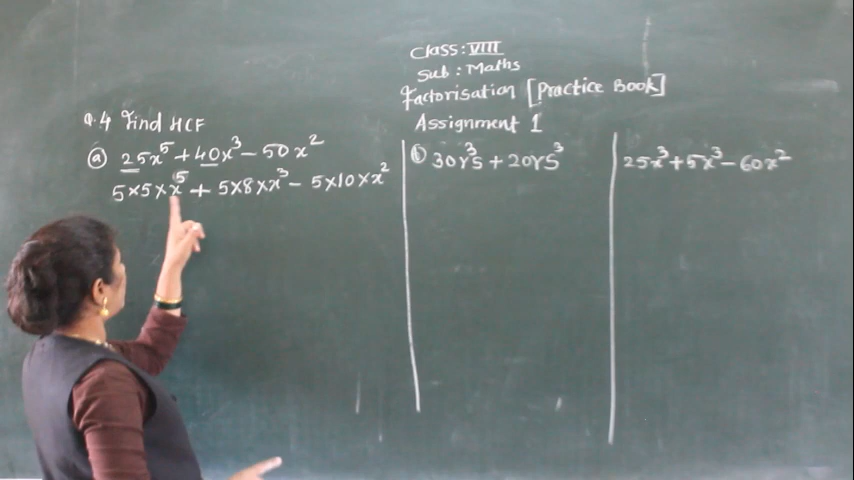 Class: VIII
Sub: Maths
Factorisation [Practice Book]
Assignment 1
Q.4 Find HCF
ⓐ 25x⁵ + 40x³ - 50x²
5×5×x⁵ + 5×8×x³ - 5×10×x²
ⓑ 30r³s + 20rs³
25x³ + 5x³ - 60x²